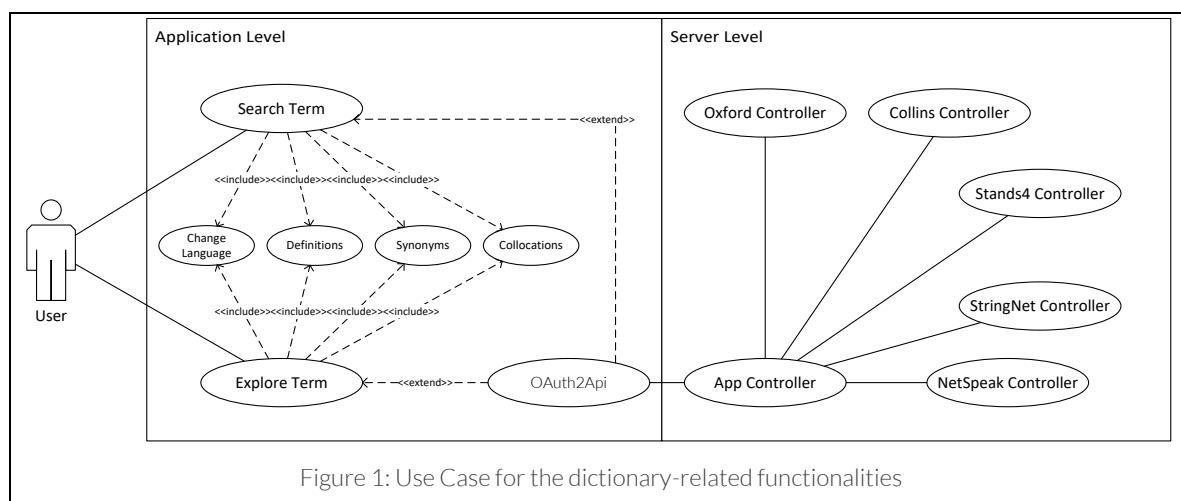 Application Level
Server Level
Search Term
Oxford Controller
Collins Controller
<<extend>>
<<include>><<include>><<include>><<include>>
Stands4 Controller
Change
Language
Definitions
Synonyms
Collocations
User
<<include>><<include>><<include>><<include>>
StringNet Controller
Explore Term
<<extend>>
OAuth2Api
App Controller
NetSpeak Controller
Figure 1: Use Case for the dictionary-related functionalities